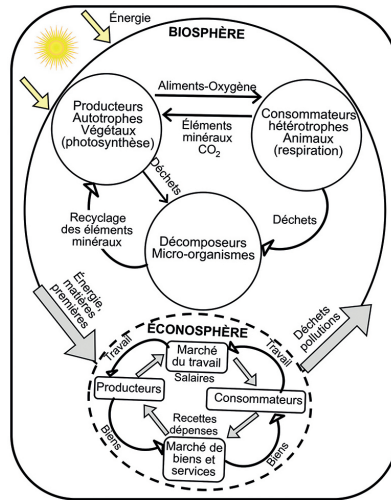 Énergie
BIOSPHÈRE
Aliments-Oxygène
Producteurs
Autotrophes
Végétaux
(photosynthèse)
Consommateurs
hétérotrophes
Animaux
(respiration)
Éléments
minéraux
CO2
Déchets
Recyclage
des éléments
minéraux
Déchets
Décomposeurs
Micro-organismes
Énergie,
matières
premières
Déchets
pollutions
ÉCONOSPHÈRE
Travail
Marché
du travail
Travail
Salaires
Producteurs
Consommateurs
Recettes
dépenses
Biens
Marché de
biens et
services
Biens